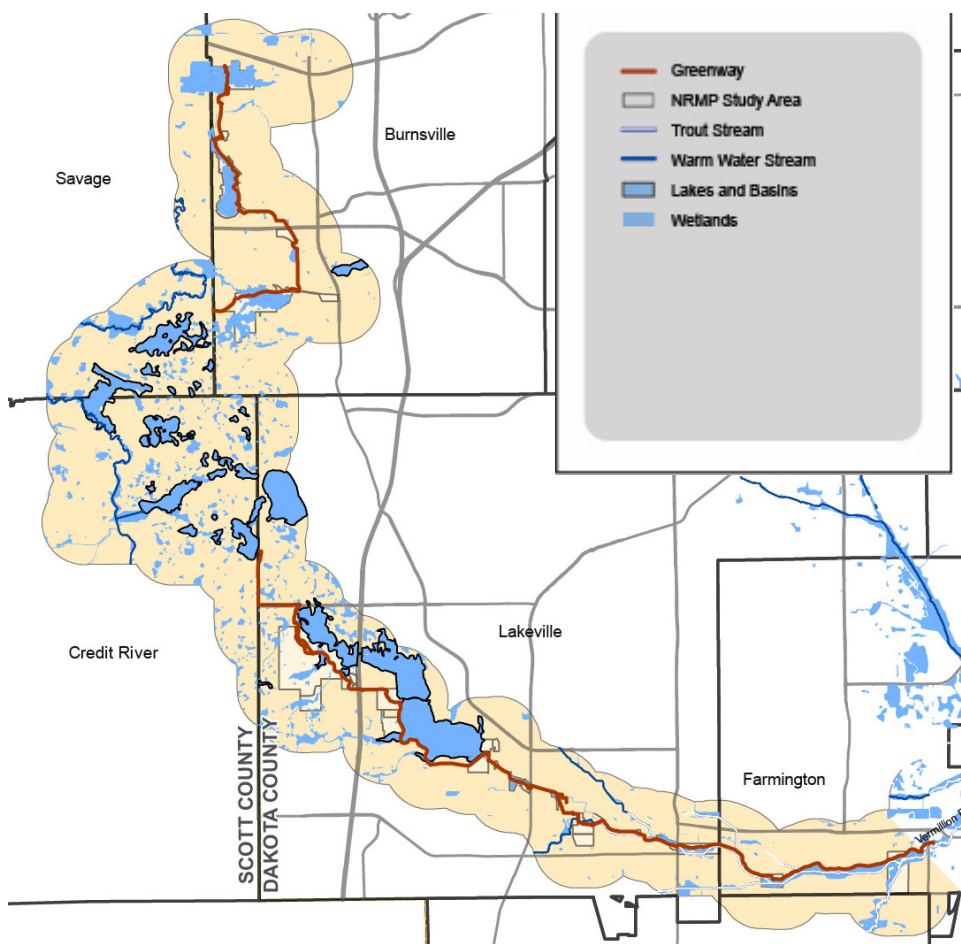 Greenway
NRMP Study Area
Trout Stream
Warm Water Stream
Lakes and Basins
Wetlands
Burnsville
Savage
Lakeville
Credit River
SCOTT COUNTY
DAKOTA COUNTY
Farmington
Vermillion